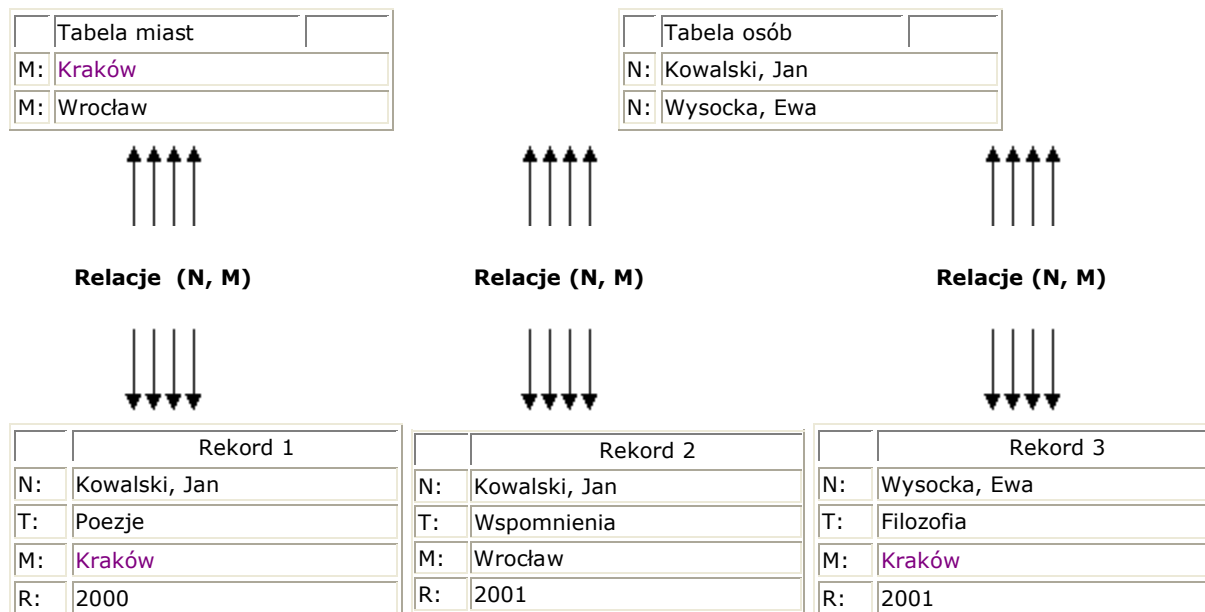 Tabela miast
M: Kraków
M: Wrocław
Tabela osób
N: Kowalski, Jan
N: Wysocka, Ewa
Relacje (N, M)
Relacje (N, M)
Relacje (N, M)
Rekord 1
N: Kowalski, Jan
T: Poezje
M: Kraków
R: 2000
Rekord 2
N: Kowalski, Jan
T: Wspomnienia
M: Wrocław
R: 2001
Rekord 3
N: Wysocka, Ewa
T: Filozofia
M: Kraków
R: 2001